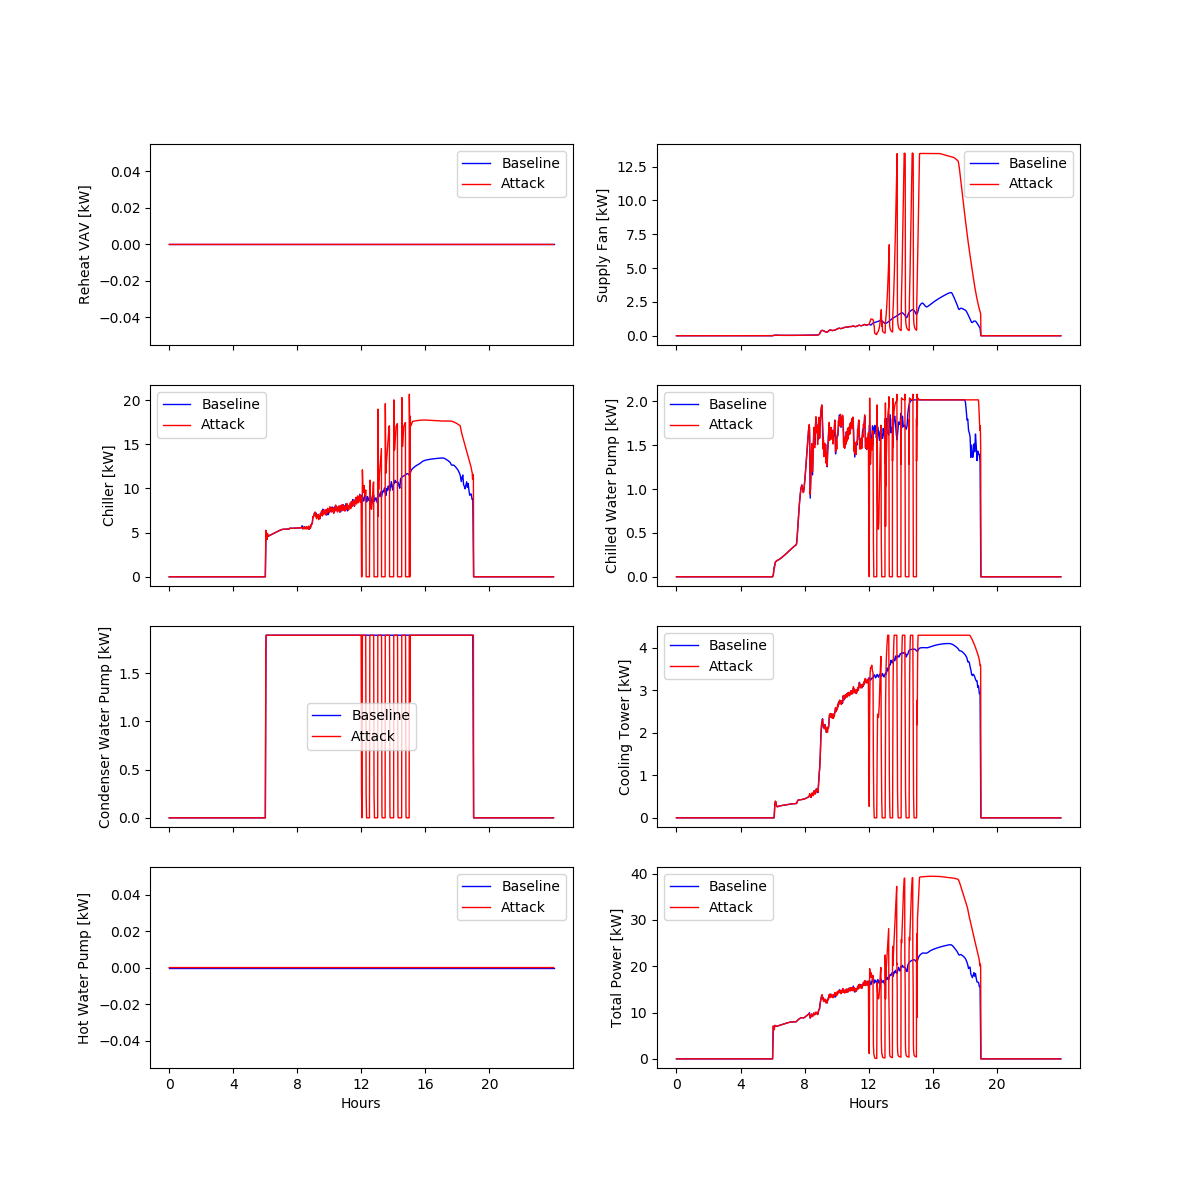 Reheat VAV [kW]
0.04
0.02
0.00
−0.02
−0.04
Baseline
Attack
Supply Fan [kW]
12.5
10.0
7.5
5.0
2.5
0.0
Baseline
Attack
Chiller [kW]
20
15
10
5
0
Baseline
Attack
Chilled Water Pump [kW]
2.0
1.5
1.0
0.5
0.0
Baseline
Attack
Condenser Water Pump [kW]
1.5
1.0
0.5
0.0
Baseline
Attack
Cooling Tower [kW]
4
3
2
1
0
Baseline
Attack
Hot Water Pump [kW]
0.04
0.02
0.00
−0.02
−0.04
Baseline
Attack
0 4 8 12 16 20
Hours
Total Power [kW]
40
30
20
10
0
Baseline
Attack
0 4 8 12 16 20
Hours